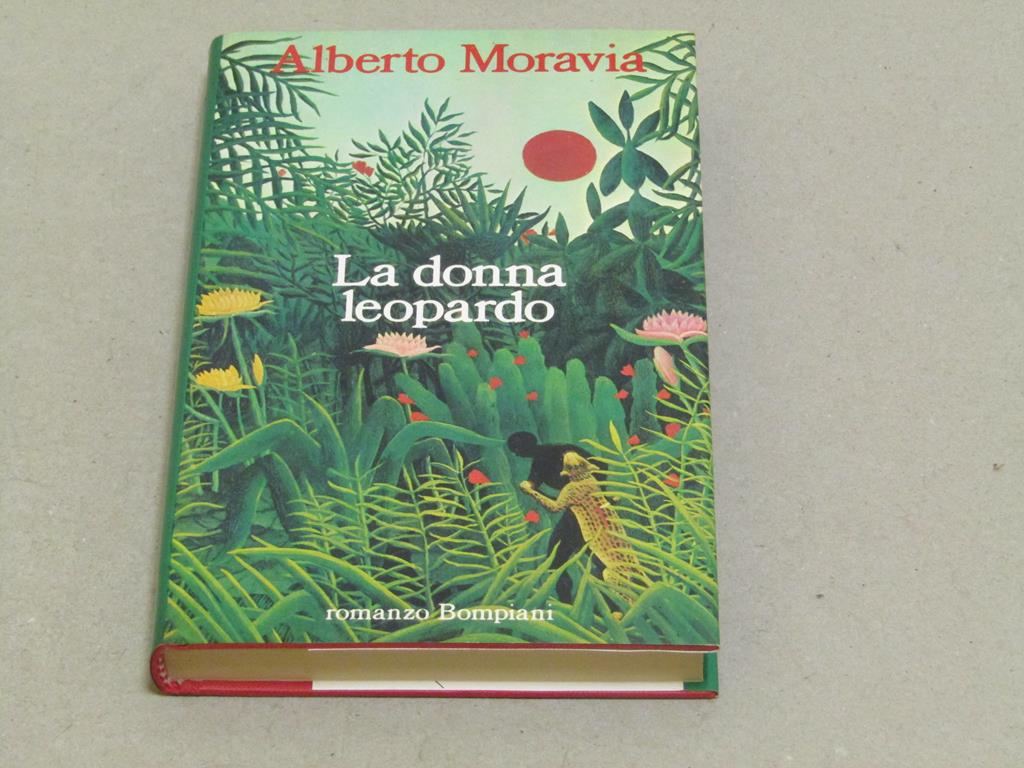 Alberto Moravia
La donna
leopardo
romanzo Bompiani